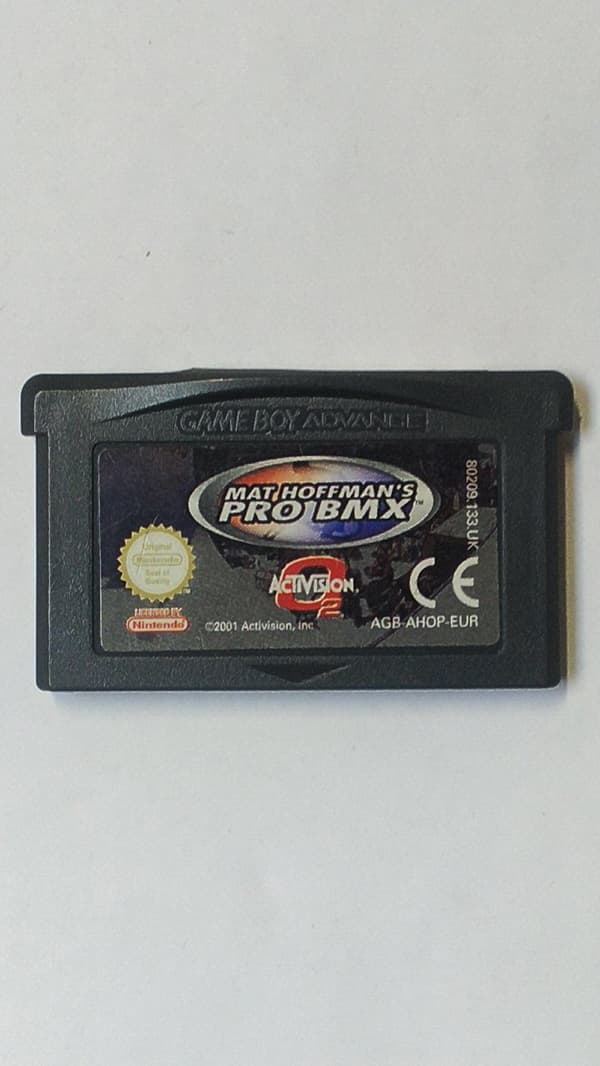 GAME BOY ADVANCE
MAT HOFFMAN'S
PRO BMX™
80209.133.UK
Original
Nintendo
Seal of
Quality
ACTIVISION.
O2
CE
LICENSED BY
Nintendo
©2001 Activision, Inc
AGB-AHOP-EUR